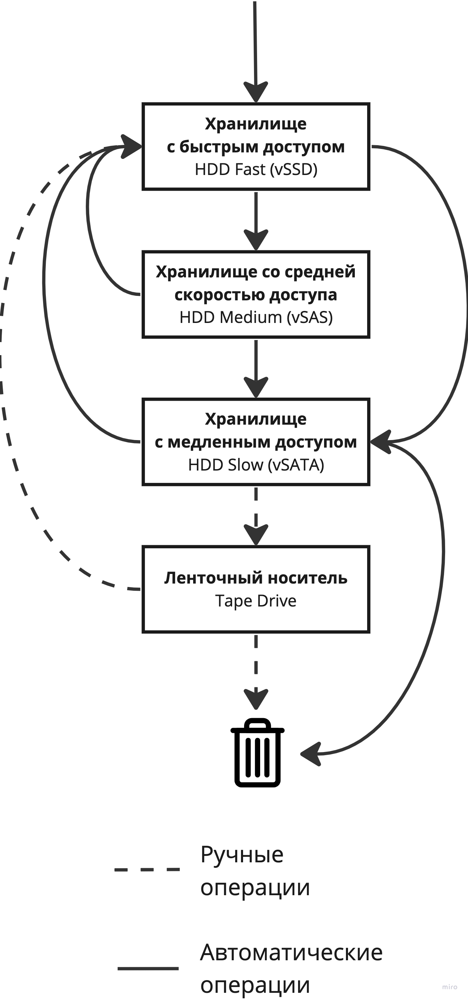 Хранилище
с быстрым доступом
HDD Fast (vSSD)
Хранилище со средней
скоростью доступа
HDD Medium (vSAS)
Хранилище
с медленным доступом
HDD Slow (vSATA)
Ленточный носитель
Tape Drive
Ручные
операции
Автоматические
операции
miro